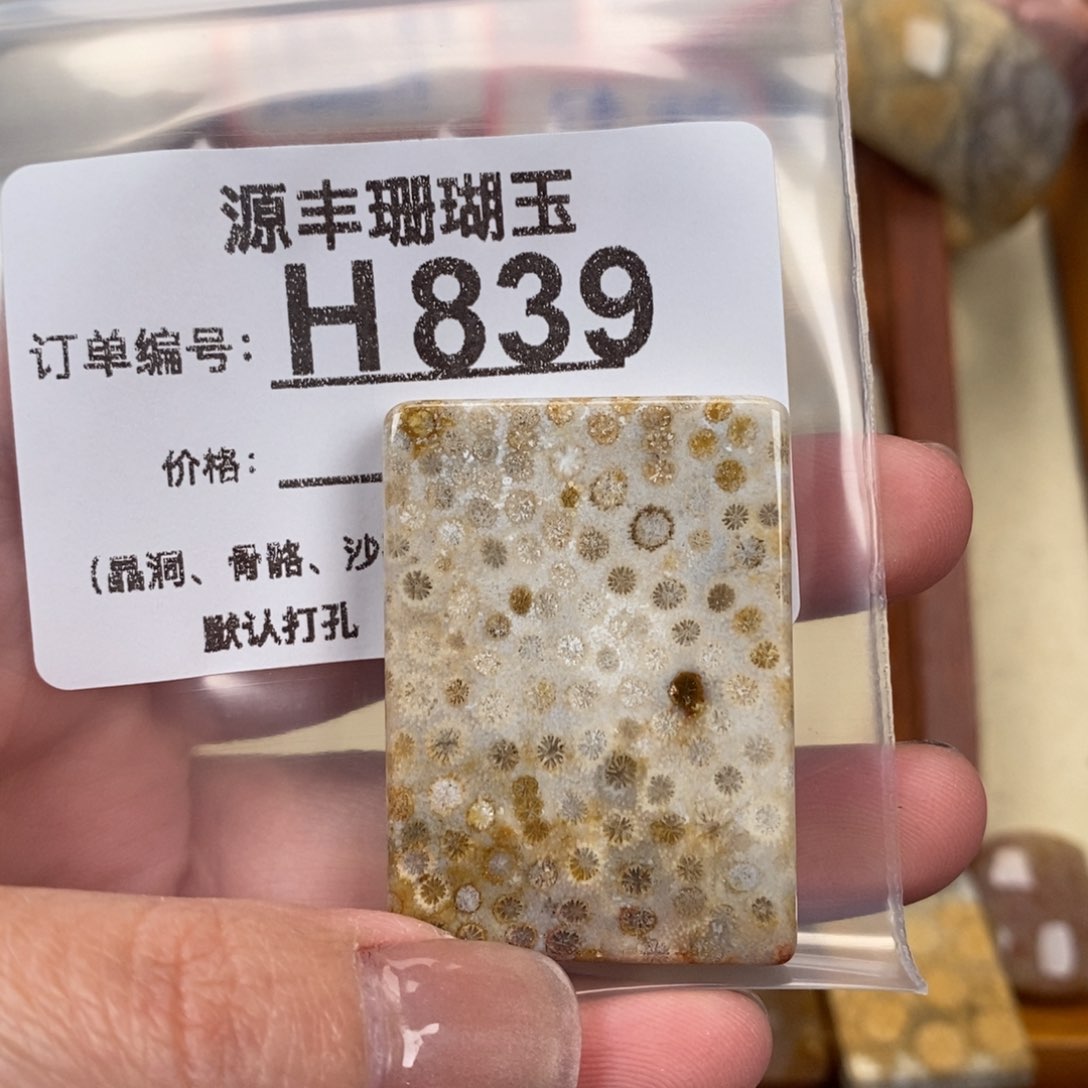 源丰珊瑚玉
订单编号：H839
价格：
（晶洞、骨骼、沙
默认打孔